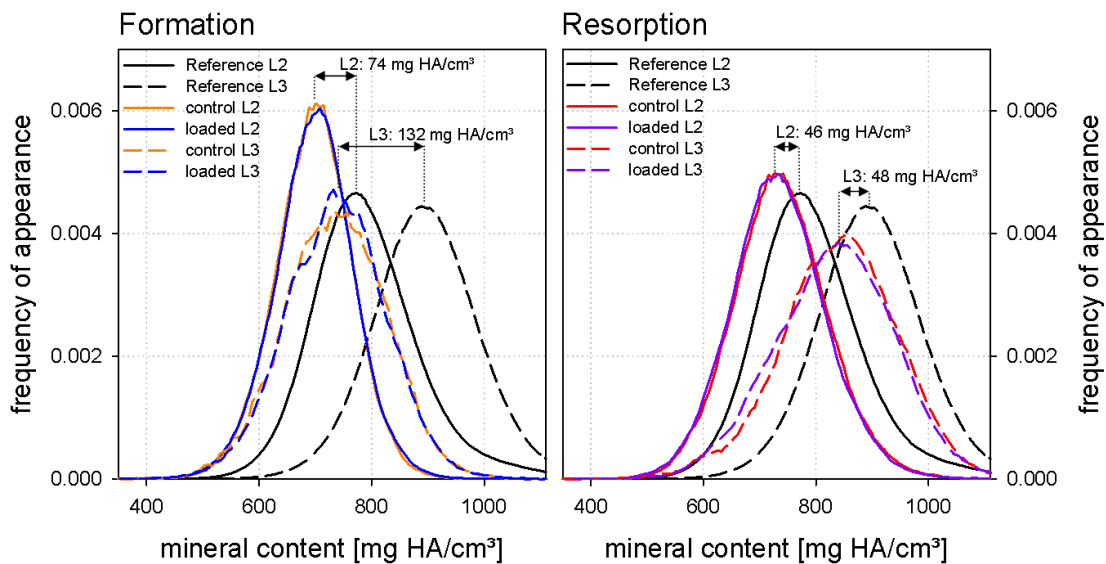 Formation
Reference L2
Reference L3
control L2
loaded L2
control L3
loaded L3
L2: 74 mg HA/cm³
L3: 132 mg HA/cm³
frequency of appearance
0.006
0.004
0.002
0.000
400 600 800 1000
mineral content [mg HA/cm³]
Resorption
Reference L2
Reference L3
control L2
loaded L2
control L3
loaded L3
L2: 46 mg HA/cm³
L3: 48 mg HA/cm³
0.006
0.004
0.002
0.000
frequency of appearance
400 600 800 1000
mineral content [mg HA/cm³]